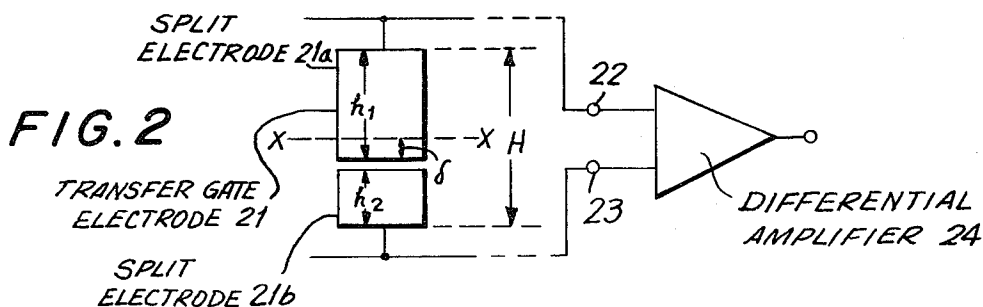 SPLIT
ELECTRODE 21a
FIG. 2
h1
X X
δ
H
TRANSFER GATE
ELECTRODE 21
h2
SPLIT
ELECTRODE 21b
22
23
DIFFERENTIAL
AMPLIFIER 24